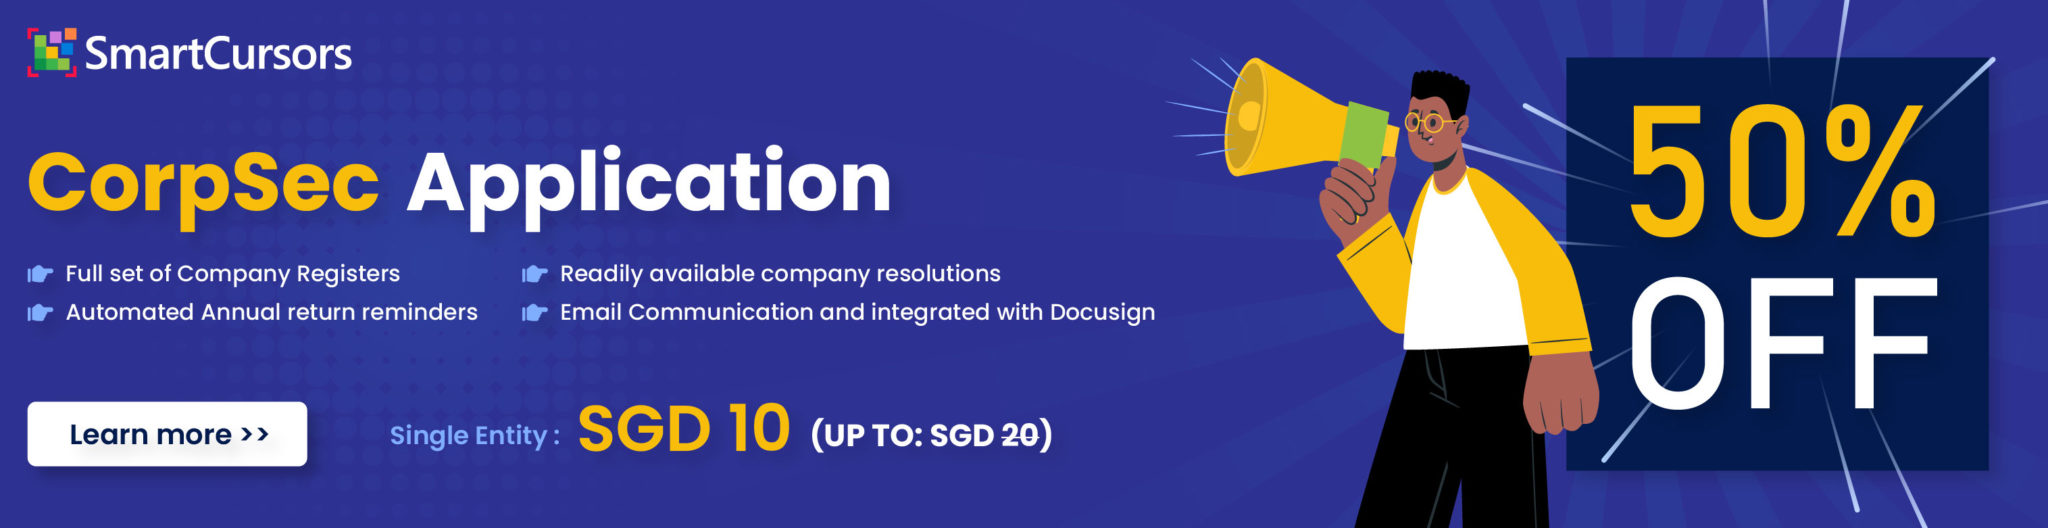 SmartCursors
CorpSec Application
Full set of Company Registers
Readily available company resolutions
Automated Annual return reminders
Email Communication and integrated with Docusign
Learn more >>
Single Entity : SGD 10 (UP TO: SGD 20)
50%
OFF